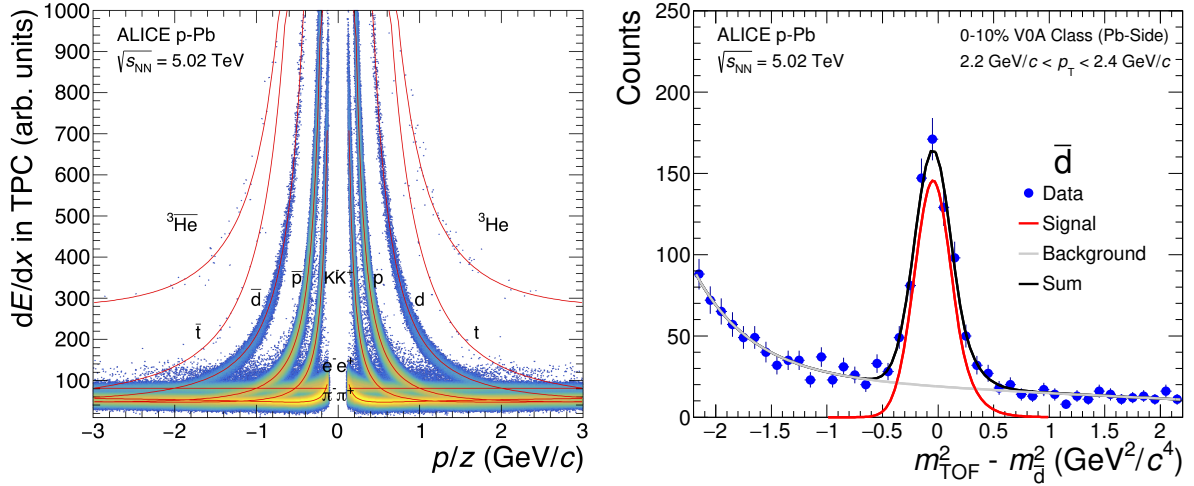 ALICE p-Pb
√sNN = 5.02 TeV
dE/dx in TPC (arb. units)
1000
900
800
700
600
500
400
300
200
100
³He
³He
d
p
KK⁺
p
d
t
t
e⁻e⁺
π⁻π⁺
−3
−2
−1
0
1
2
3
p/z (GeV/c)
ALICE p-Pb
√sNN = 5.02 TeV
0-10% V0A Class (Pb-Side)
2.2 GeV/c < pT < 2.4 GeV/c
Counts
250
200
150
100
50
0
d̅
Data
Signal
Background
Sum
−2
−1.5
−1
−0.5
0
0.5
1
1.5
2
m²TOF - m²d̅ (GeV²/c⁴)